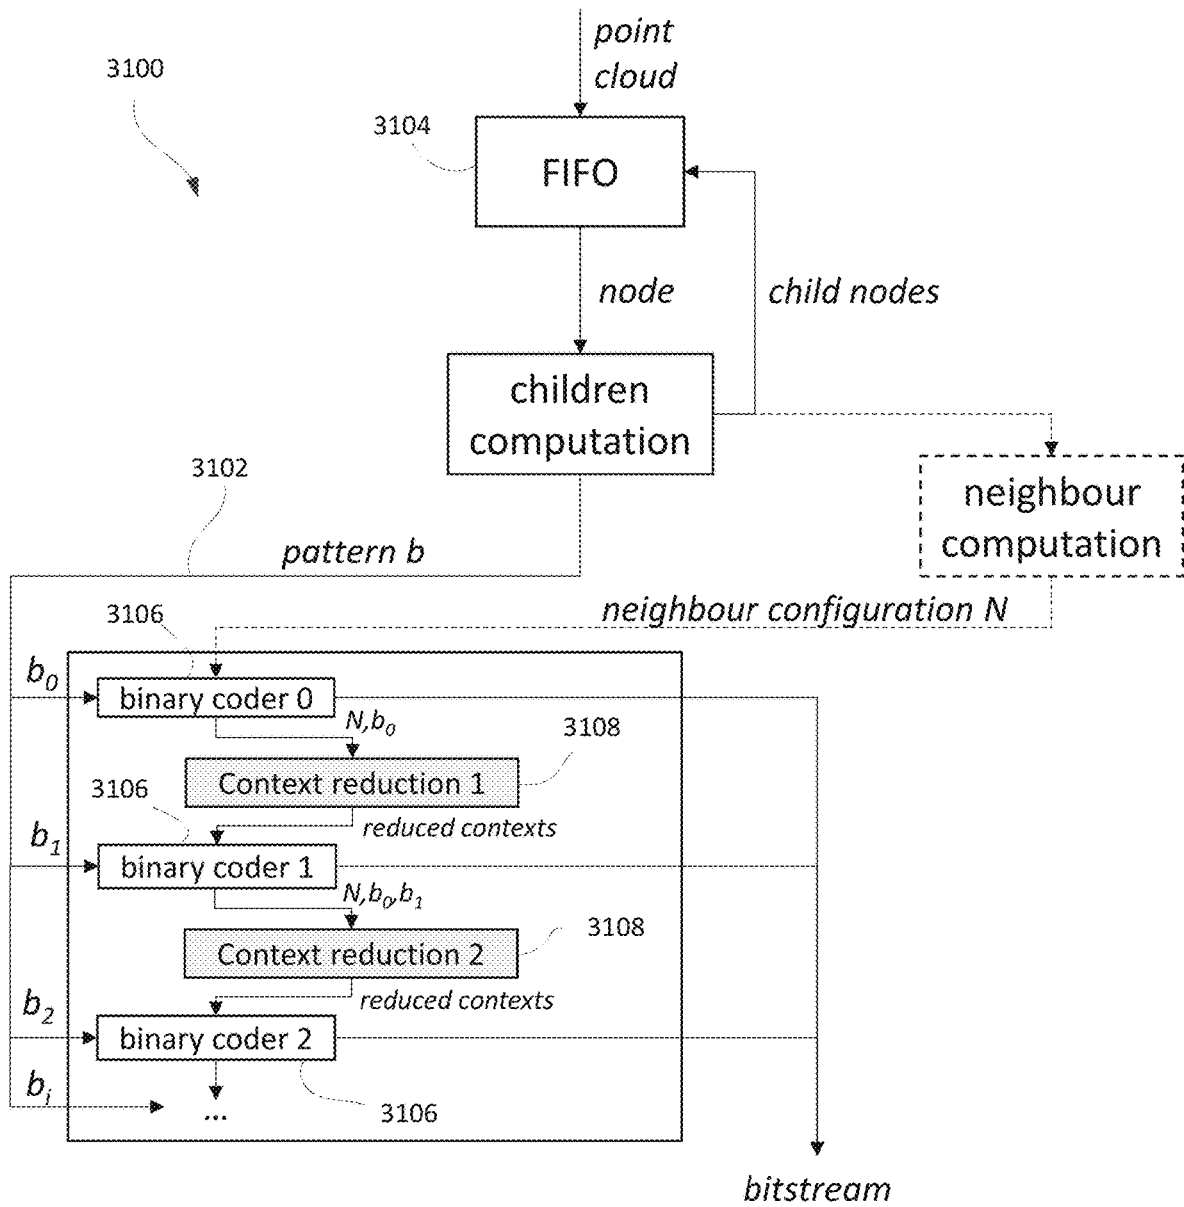 point
cloud
3100
3104
FIFO
node
child nodes
children
computation
3102
neighbour
computation
pattern b
3106
neighbour configuration N
b0
binary coder 0
N,b0
3108
Context reduction 1
3106
reduced contexts
b1
binary coder 1
N,b0,b1
3108
Context reduction 2
reduced contexts
b2
binary coder 2
bi
...
3106
bitstream